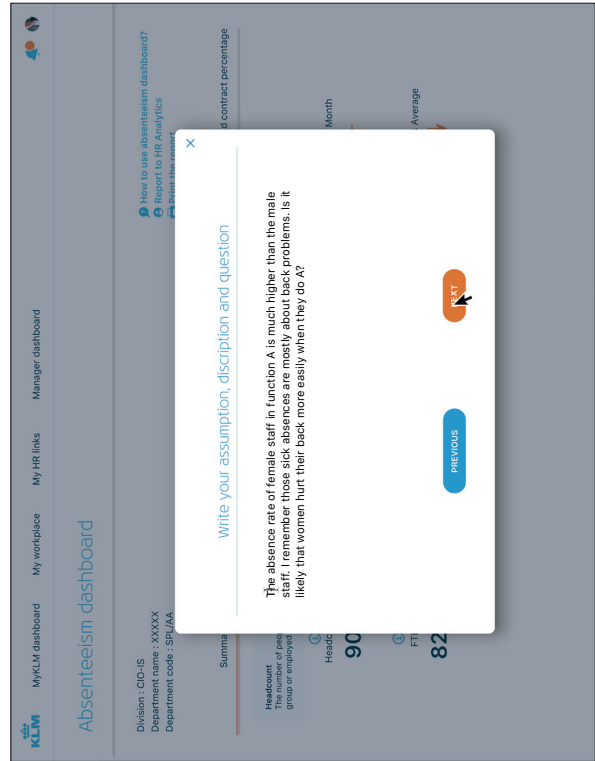 KLM
MyKLM dashboard
My workplace
My HR links
Manager dashboard
Absenteeism dashboard
Division : CIO-IS
Department name : XXXXX
Department code : SPL/AA
How to use absenteeism dashboard?
Report to HR Analytics
Print the report
Summa
d contract percentage
Headcount
The number of peo
group or employed
Headc
90
Month
FT
82
Average
Write your assumption, discription and question
The absence rate of female staff in function A is much higher than the male
staff. I remember those sick absences are mostly about back problems. Is it
likely that women hurt their back more easily when they do A?
PREVIOUS
NEXT